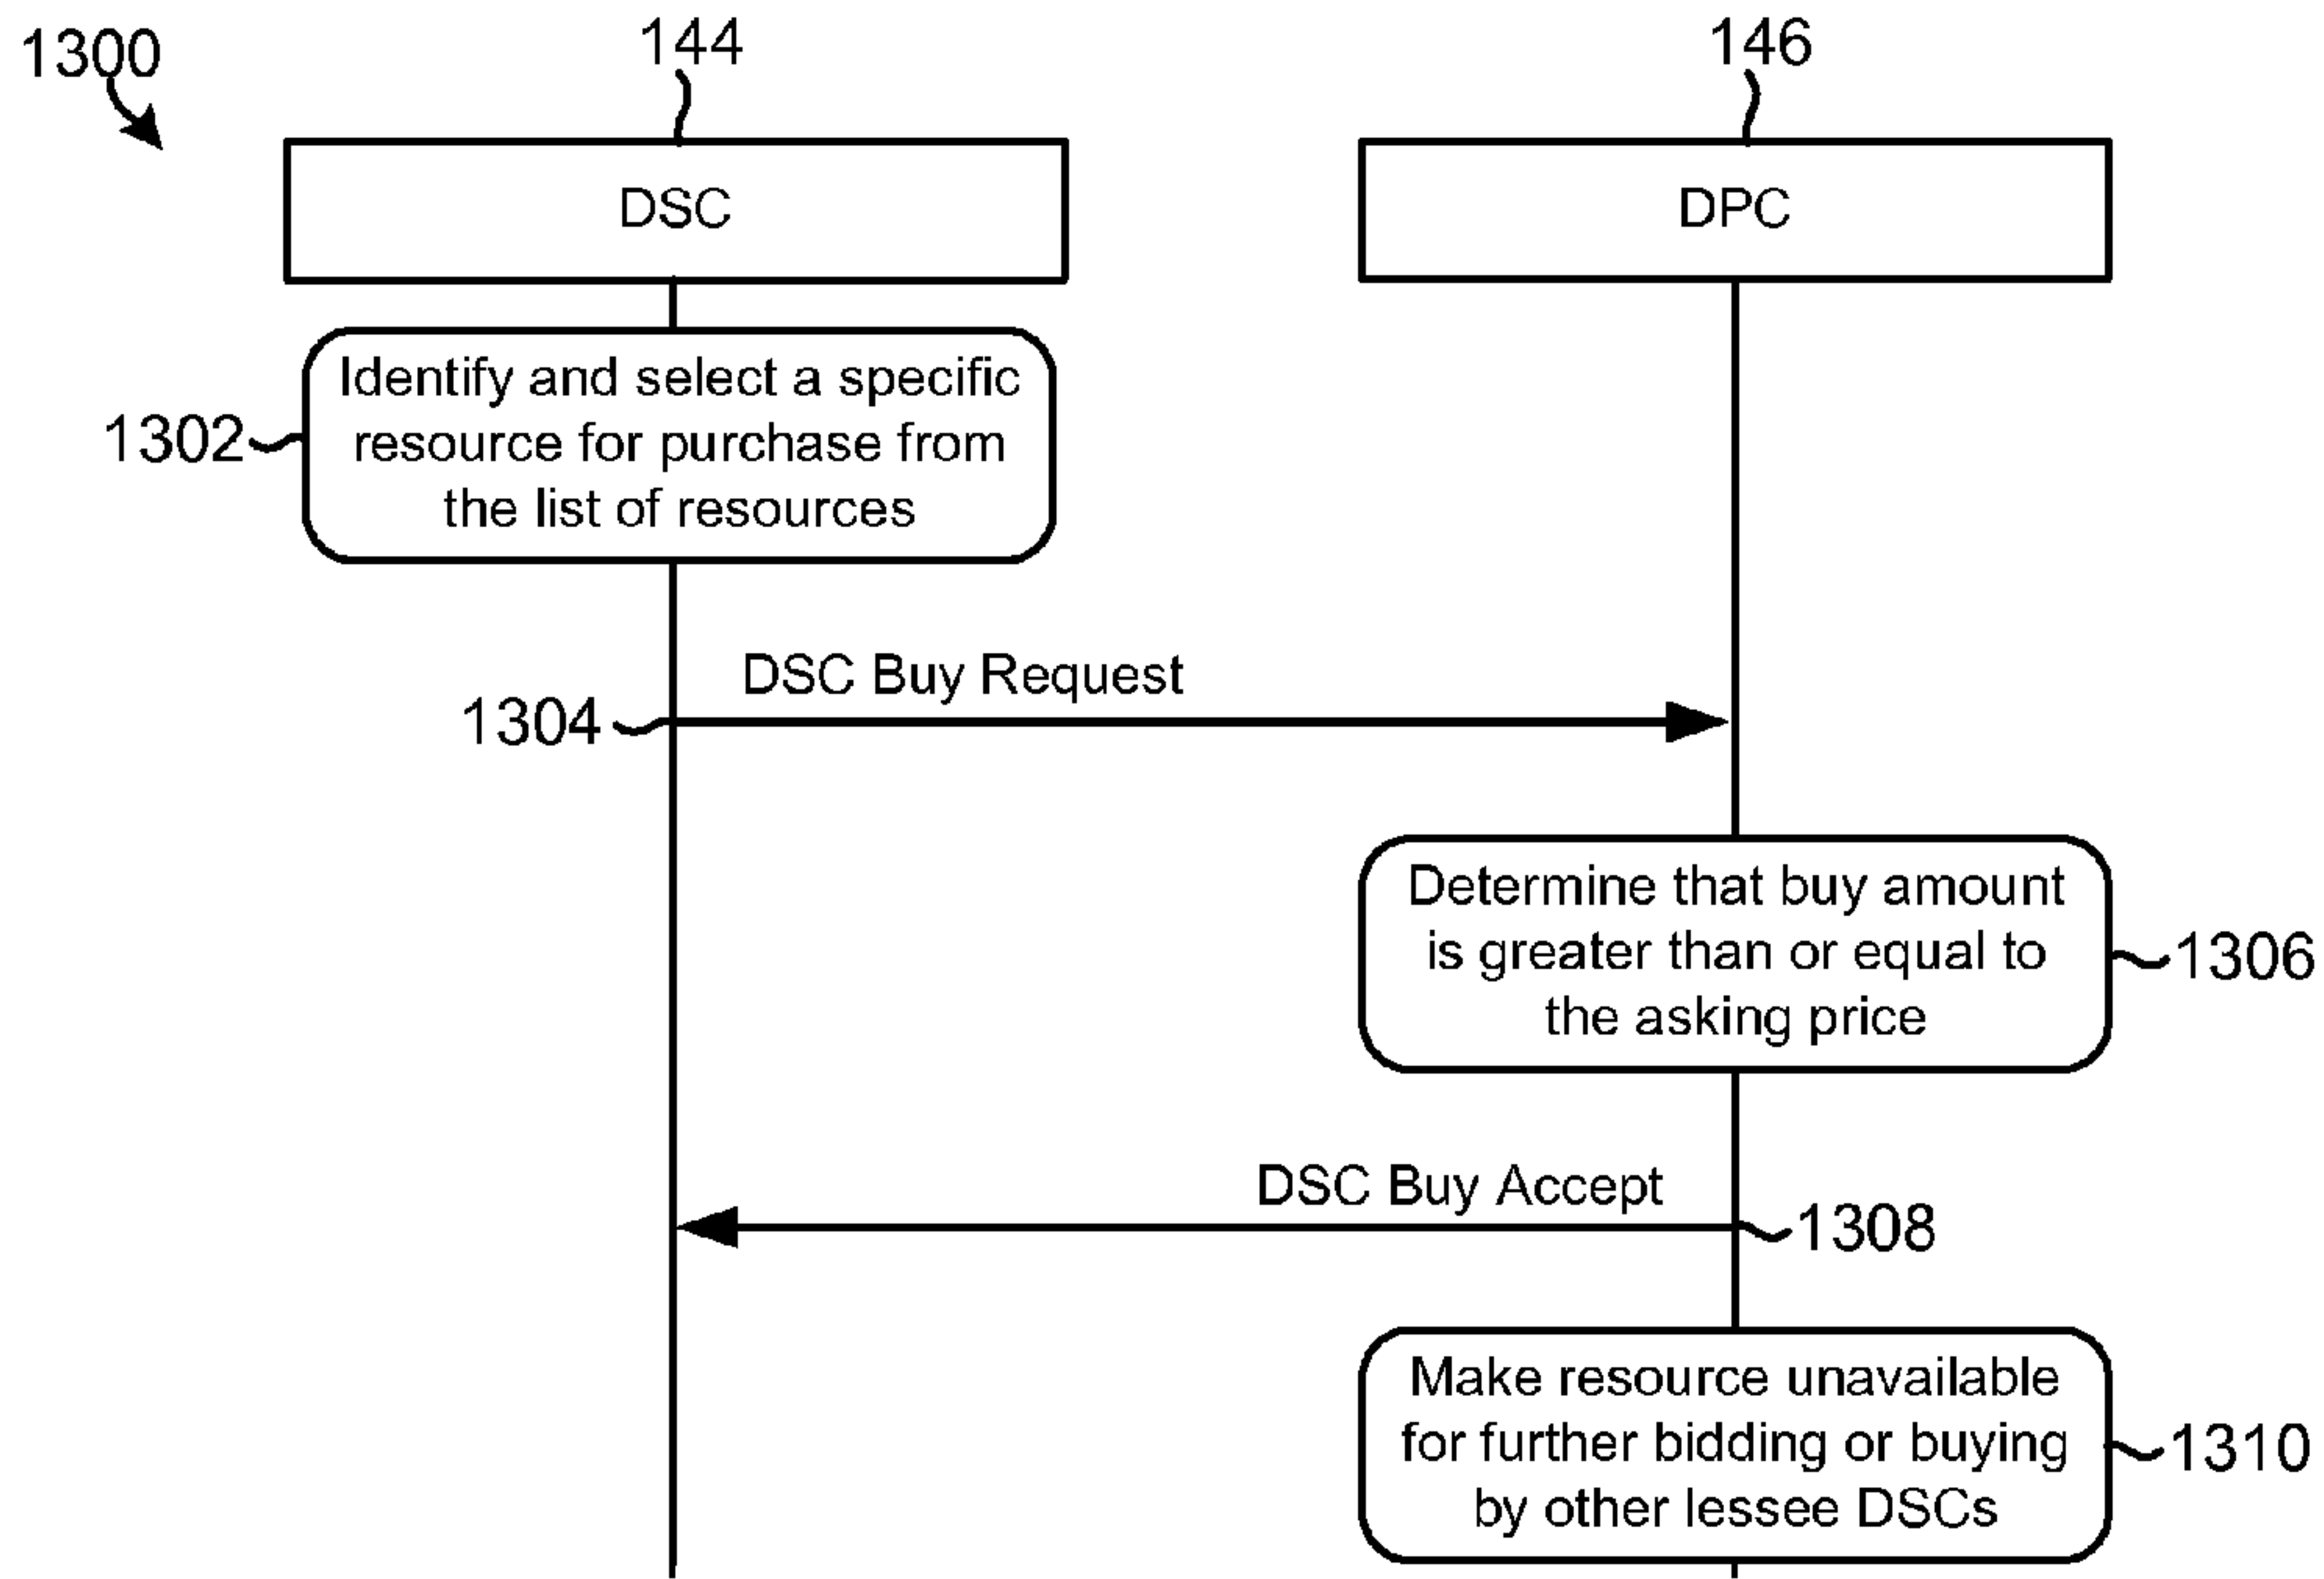 1300
144
146
DSC
DPC
Identify and select a specific
resource for purchase from
the list of resources
1302
DSC Buy Request
1304
Determine that buy amount
is greater than or equal to
the asking price
1306
DSC Buy Accept
1308
Make resource unavailable
for further bidding or buying
by other lessee DSCs
1310